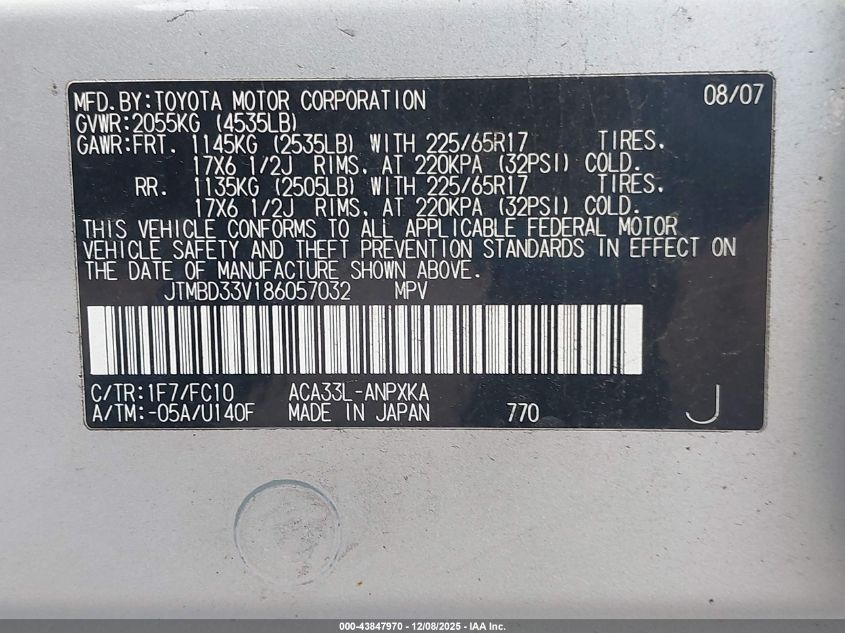 MFD.BY:TOYOTA MOTOR CORPORATION 08/07
GVWR:2055KG (4535LB)
GAWR:FRT. 1145KG (2535LB) WITH 225/65R17 TIRES,
17X6 1/2J RIMS, AT 220KPA (32PSI) COLD.
RR. 1135KG (2505LB) WITH 225/65R17 TIRES,
17X6 1/2J RIMS, AT 220KPA (32PSI) COLD.
THIS VEHICLE CONFORMS TO ALL APPLICABLE FEDERAL MOTOR
VEHICLE SAFETY AND THEFT PREVENTION STANDARDS IN EFFECT ON
THE DATE OF MANUFACTURE SHOWN ABOVE.
JTMBD33V186057032 MPV
C/TR:1F7/FC10 ACA33L-ANPXKA
A/TM:-05A/U140F MADE IN JAPAN 770 J
000-43847970 - 12/08/2025 - IAA Inc.